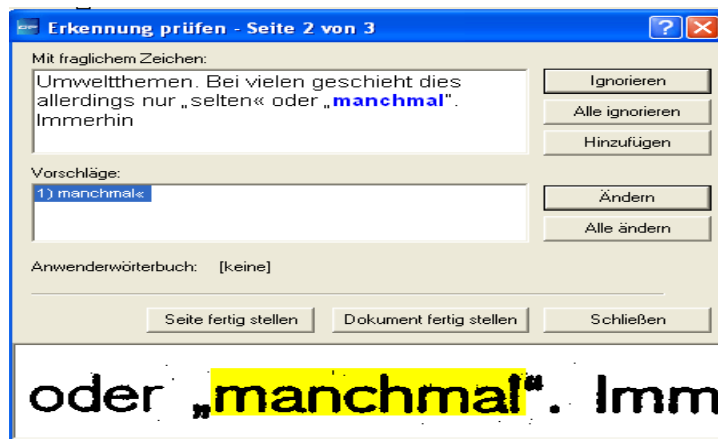 Erkennung prüfen - Seite 2 von 3
Mit fraglichem Zeichen:
Umweltthemen. Bei vielen geschieht dies
allerdings nur „selten« oder „manchmal“.
Immerhin
Ignorieren
Alle ignorieren
Hinzufügen
Vorschläge:
1) manchmal«
Ändern
Alle ändern
Anwenderwörterbuch: [keine]
Seite fertig stellen
Dokument fertig stellen
Schließen
oder „manchmal“. Imm